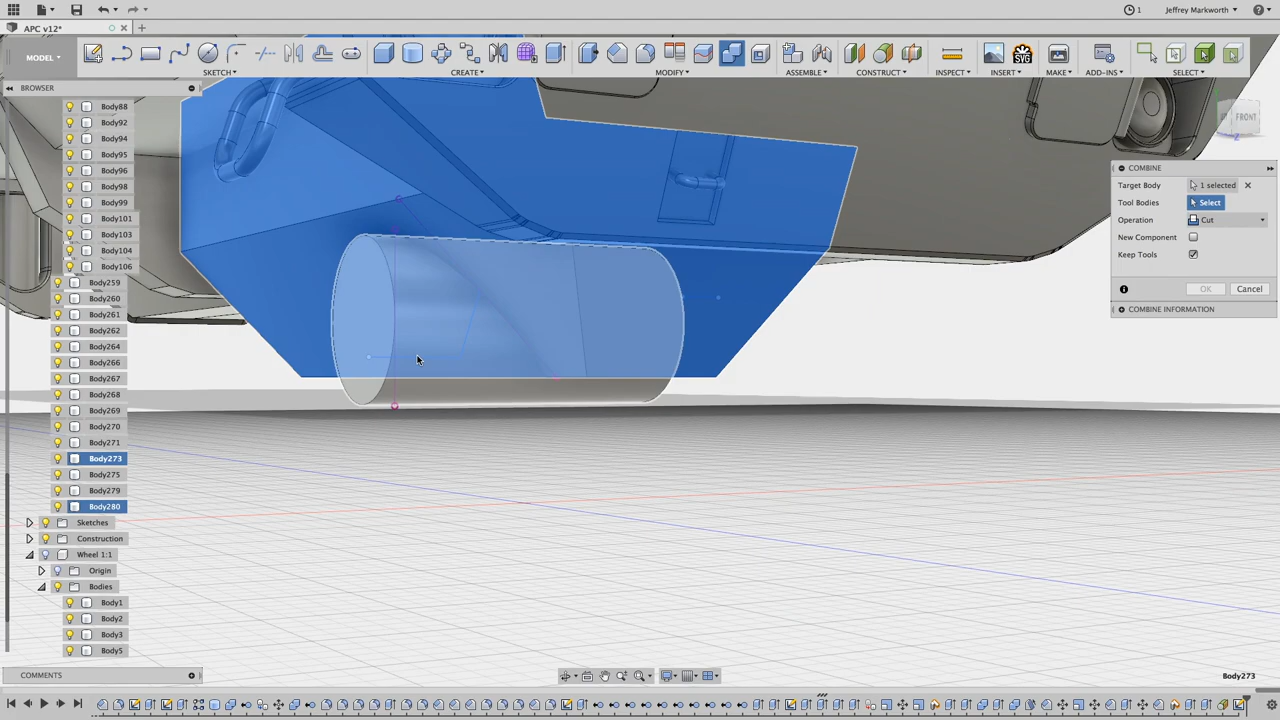 Jeffrey Markworth
1
APC v12*
MODEL
SKETCH
CREATE
MODIFY
ASSEMBLE
CONSTRUCT
INSPECT
INSERT
MAKE
ADD-INS
SELECT
SVG
BROWSER
Body88
Body92
Body94
Body95
Body96
Body98
Body99
Body101
Body103
Body104
Body106
Body259
Body260
Body261
Body262
Body264
Body266
Body267
Body268
Body269
Body270
Body271
Body273
Body275
Body279
Body280
Sketches
Construction
Wheel 1:1
Origin
Bodies
Body1
Body2
Body3
Body5
FRONT
COMBINE
Target Body 1 selected
Tool Bodies Select
Operation Cut
New Component
Keep Tools
OK Cancel
COMBINE INFORMATION
COMMENTS
Body273